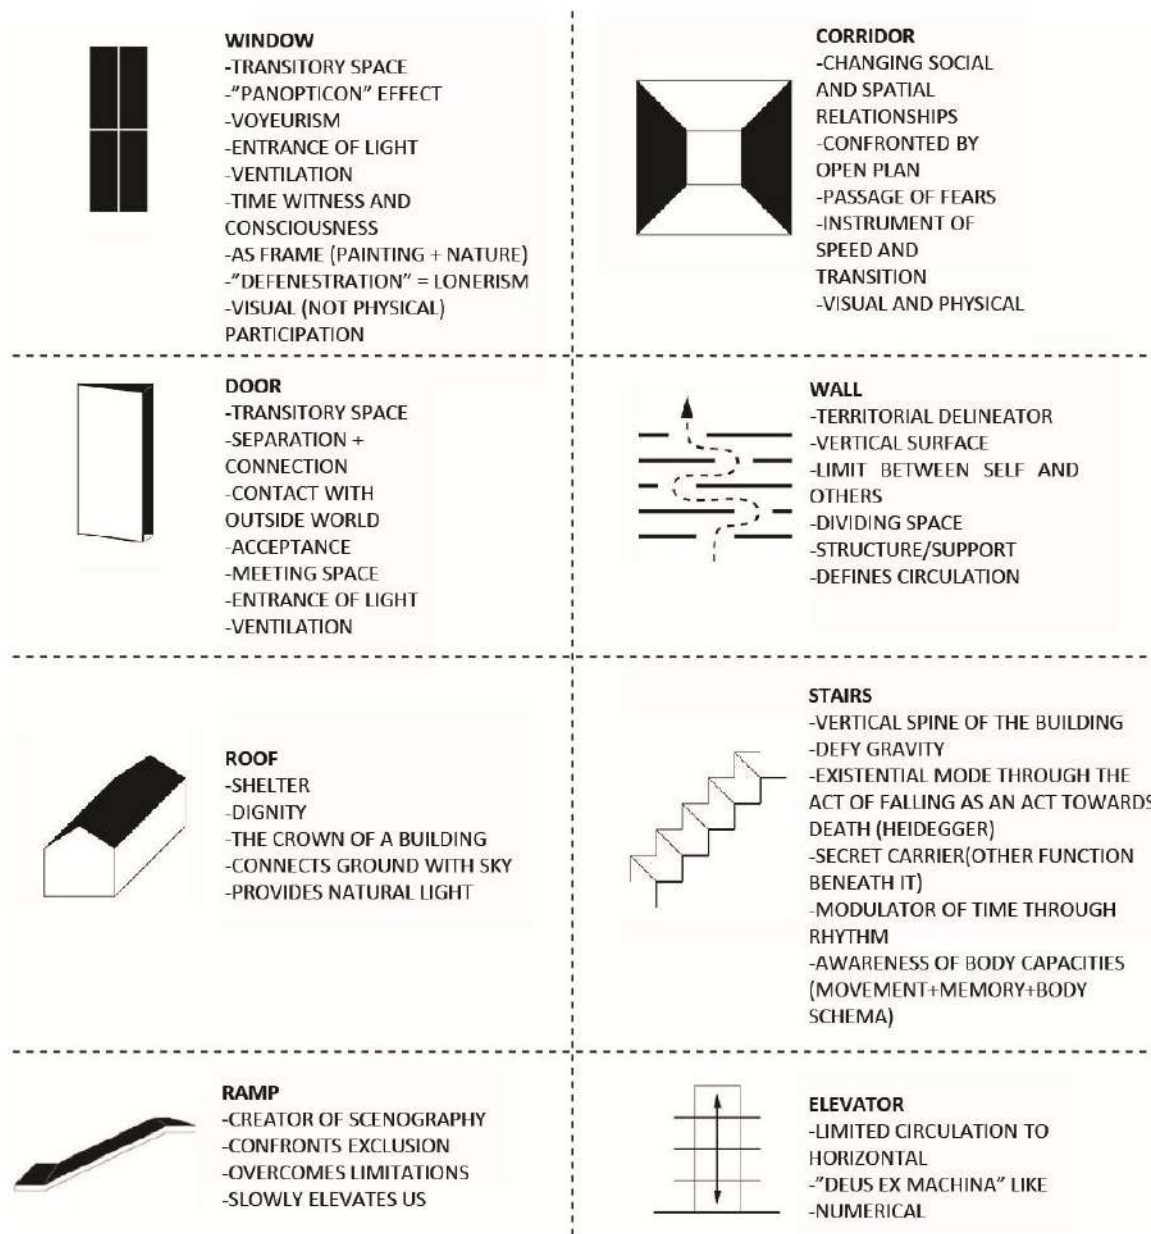 WINDOW
-TRANSITORY SPACE
-"PANOPTICON" EFFECT
-VOYEURISM
-ENTRANCE OF LIGHT
-VENTILATION
-TIME WITNESS AND
CONSCIOUSNESS
-AS FRAME (PAINTING + NATURE)
-"DEFENESTRATION" = LONERISM
-VISUAL (NOT PHYSICAL)
PARTICIPATION
CORRIDOR
-CHANGING SOCIAL
AND SPATIAL
RELATIONSHIPS
-CONFRONTED BY
OPEN PLAN
-PASSAGE OF FEARS
-INSTRUMENT OF
SPEED AND
TRANSITION
-VISUAL AND PHYSICAL
DOOR
-TRANSITORY SPACE
-SEPARATION +
CONNECTION
-CONTACT WITH
OUTSIDE WORLD
-ACCEPTANCE
-MEETING SPACE
-ENTRANCE OF LIGHT
-VENTILATION
WALL
-TERRITORIAL DELINEATOR
-VERTICAL SURFACE
-LIMIT BETWEEN SELF AND
OTHERS
-DIVIDING SPACE
-STRUCTURE/SUPPORT
-DEFINES CIRCULATION
ROOF
-SHELTER
-DIGNITY
-THE CROWN OF A BUILDING
-CONNECTS GROUND WITH SKY
-PROVIDES NATURAL LIGHT
STAIRS
-VERTICAL SPINE OF THE BUILDING
-DEFY GRAVITY
-EXISTENTIAL MODE THROUGH THE
ACT OF FALLING AS AN ACT TOWARDS
DEATH (HEIDEGGER)
-SECRET CARRIER(OTHER FUNCTION
BENEATH IT)
-MODULATOR OF TIME THROUGH
RHYTHM
-AWARENESS OF BODY CAPACITIES
(MOVEMENT+MEMORY+BODY
SCHEMA)
RAMP
-CREATOR OF SCENOGRAPHY
-CONFRONTS EXCLUSION
-OVERCOMES LIMITATIONS
-SLOWLY ELEVATES US
ELEVATOR
-LIMITED CIRCULATION TO
HORIZONTAL
-"DEUS EX MACHINA" LIKE
-NUMERICAL